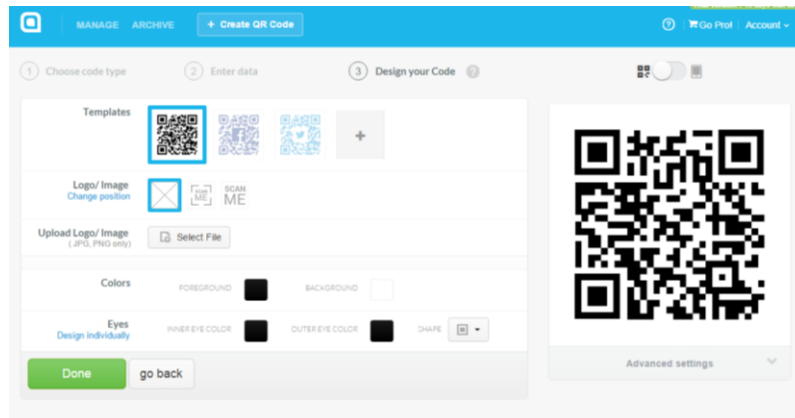 MANAGE ARCHIVE + Create QR Code Go Pro! Account
1 Choose code type 2 Enter data 3 Design your Code ?
Templates
+
Logo/ Image
Change position
SCAN ME
SCAN
ME
Upload Logo/ Image
( JPG, PNG only)
Select File
Colors FOREGROUND BACKGROUND
Eyes
Design individually
INNER EYE COLOR OUTER EYE COLOR SHAPE
Done go back
Advanced settings